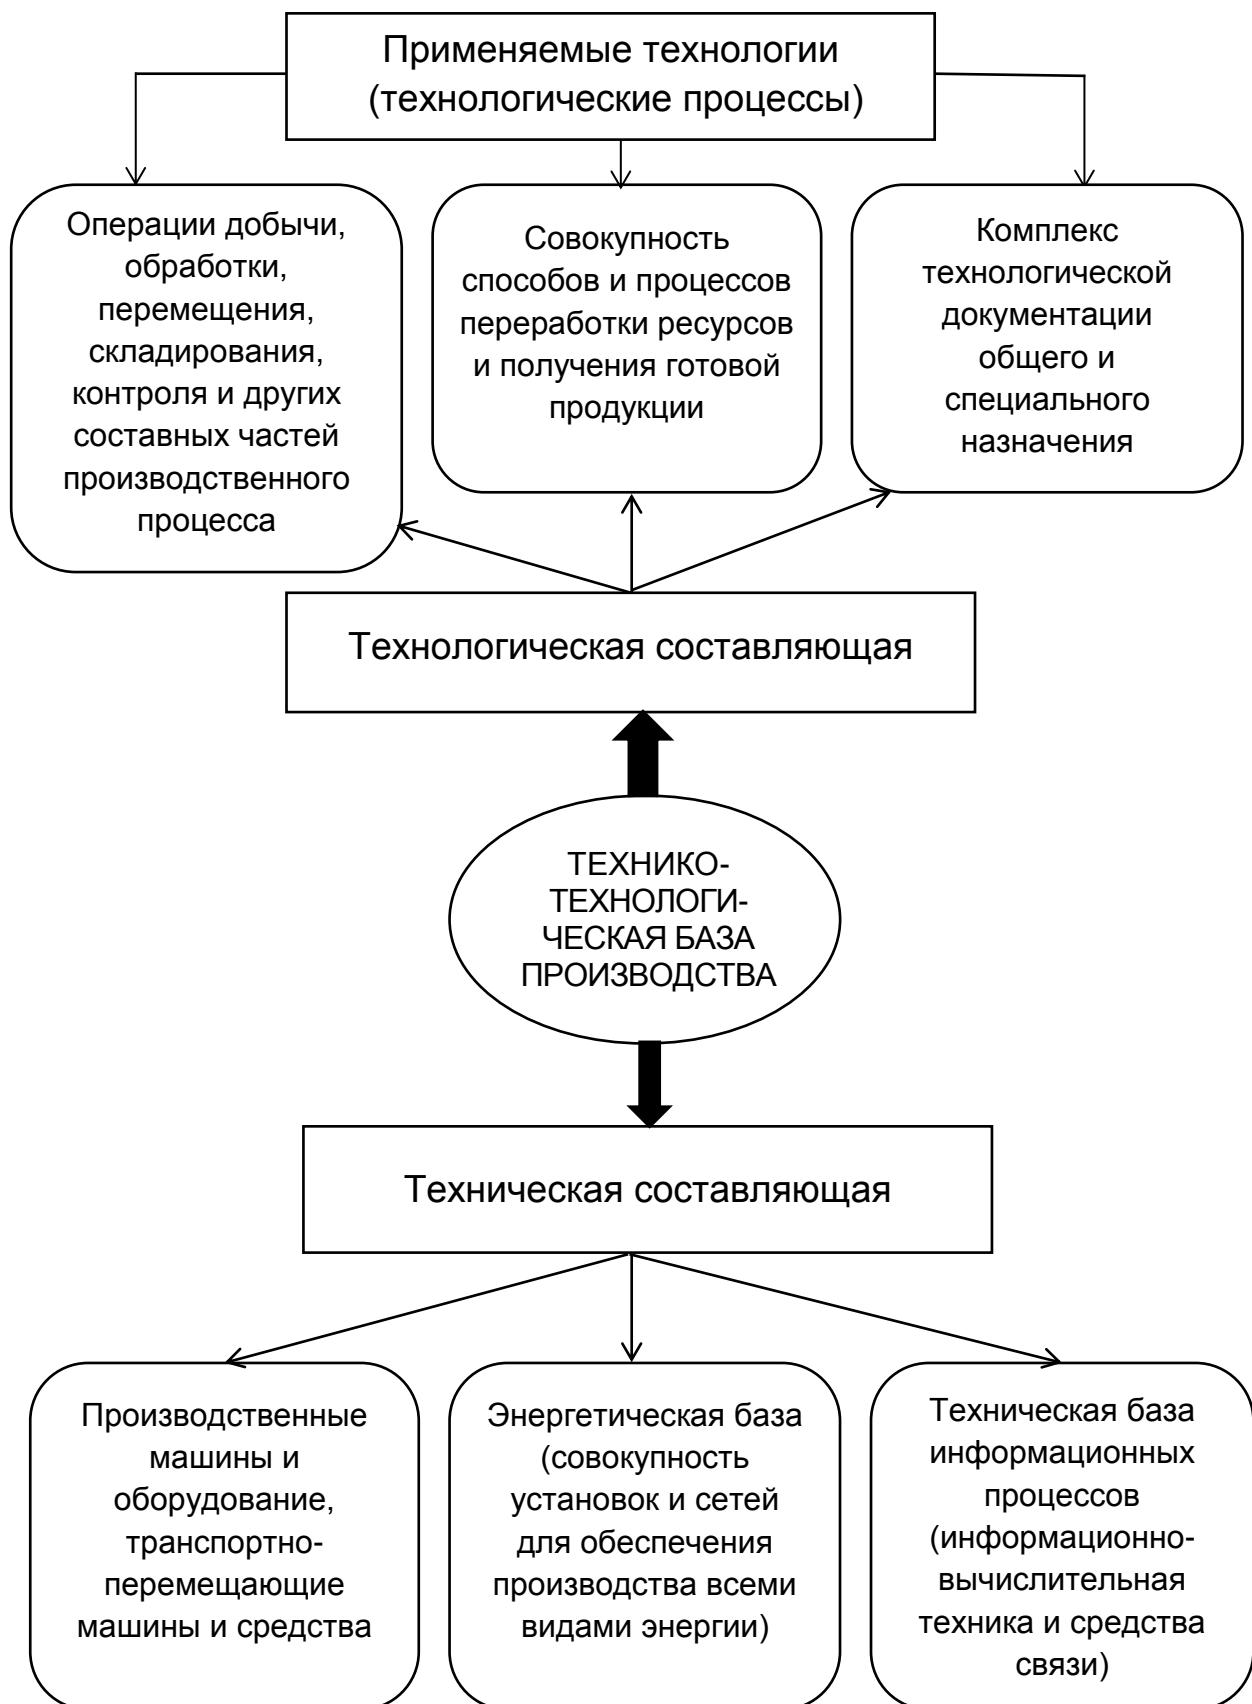 Применяемые технологии
(технологические процессы)
Операции добычи,
обработки,
перемещения,
складирования,
контроля и других
составных частей
производственного
процесса
Совокупность
способов и процессов
переработки ресурсов
и получения готовой
продукции
Комплекс
технологической
документации
общего и
специального
назначения
Технологическая составляющая
ТЕХНИКО-
ТЕХНОЛОГИ-
ЧЕСКАЯ БАЗА
ПРОИЗВОДСТВА
Техническая составляющая
Производственные
машины и
оборудование,
транспортно-
перемещающие
машины и средства
Энергетическая база
(совокупность
установок и сетей
для обеспечения
производства всеми
видами энергии)
Техническая база
информационных
процессов
(информационно-
вычислительная
техника и средства
связи)